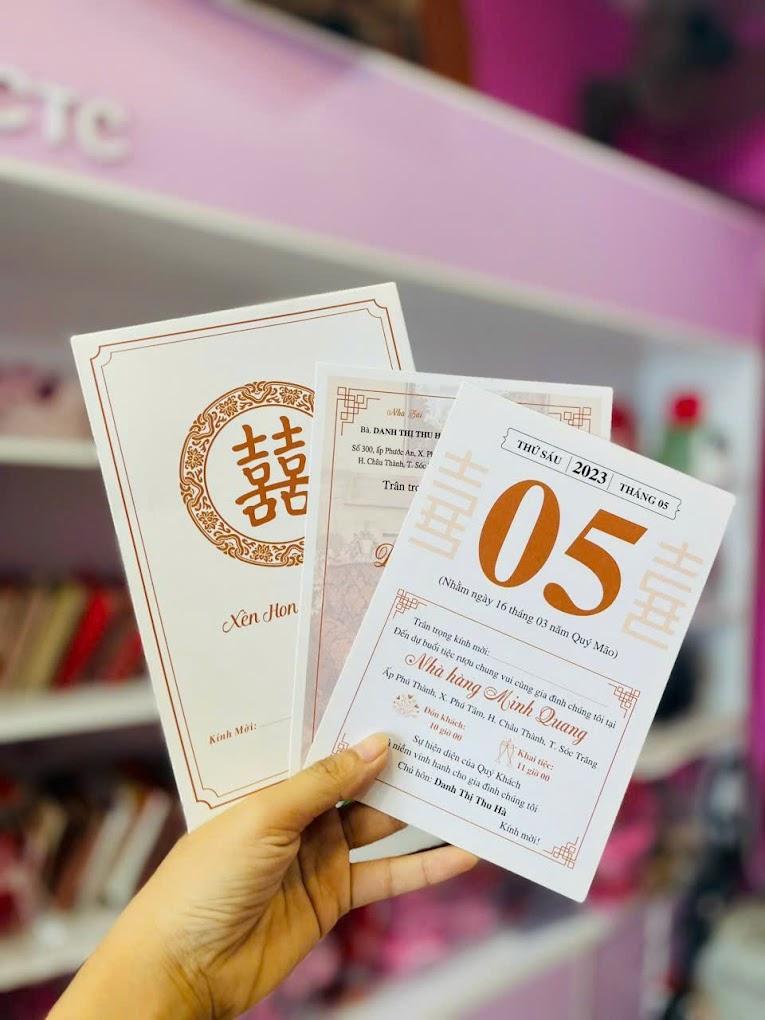 CTC
囍
Xên Hon
Kính Mời:
Nhà Gái
Bà. DANH THỊ THU H
Số 300, ấp Phước An, X. Ph
H. Châu Thành, T. Sóc
Trân trọ
THỨ SÁU 2023 THÁNG 05
05
(Nhằm ngày 16 tháng 03 năm Quý Mão)
囍
囍
Trân trọng kính mời:
Đến dự buổi tiệc rượu chung vui cùng gia đình chúng tôi tại
Nhà hàng Minh Quang
Ấp Phú Thành, X. Phú Tâm, H. Châu Thành, T. Sóc Trăng
Đón khách:
10 giờ 00
Khai tiệc:
11 giờ 00
Sự hiện diện của Quý Khách
niềm vinh hạnh cho gia đình chúng tôi
Chủ hôn: Danh Thị Thu Hà
Kính mời!